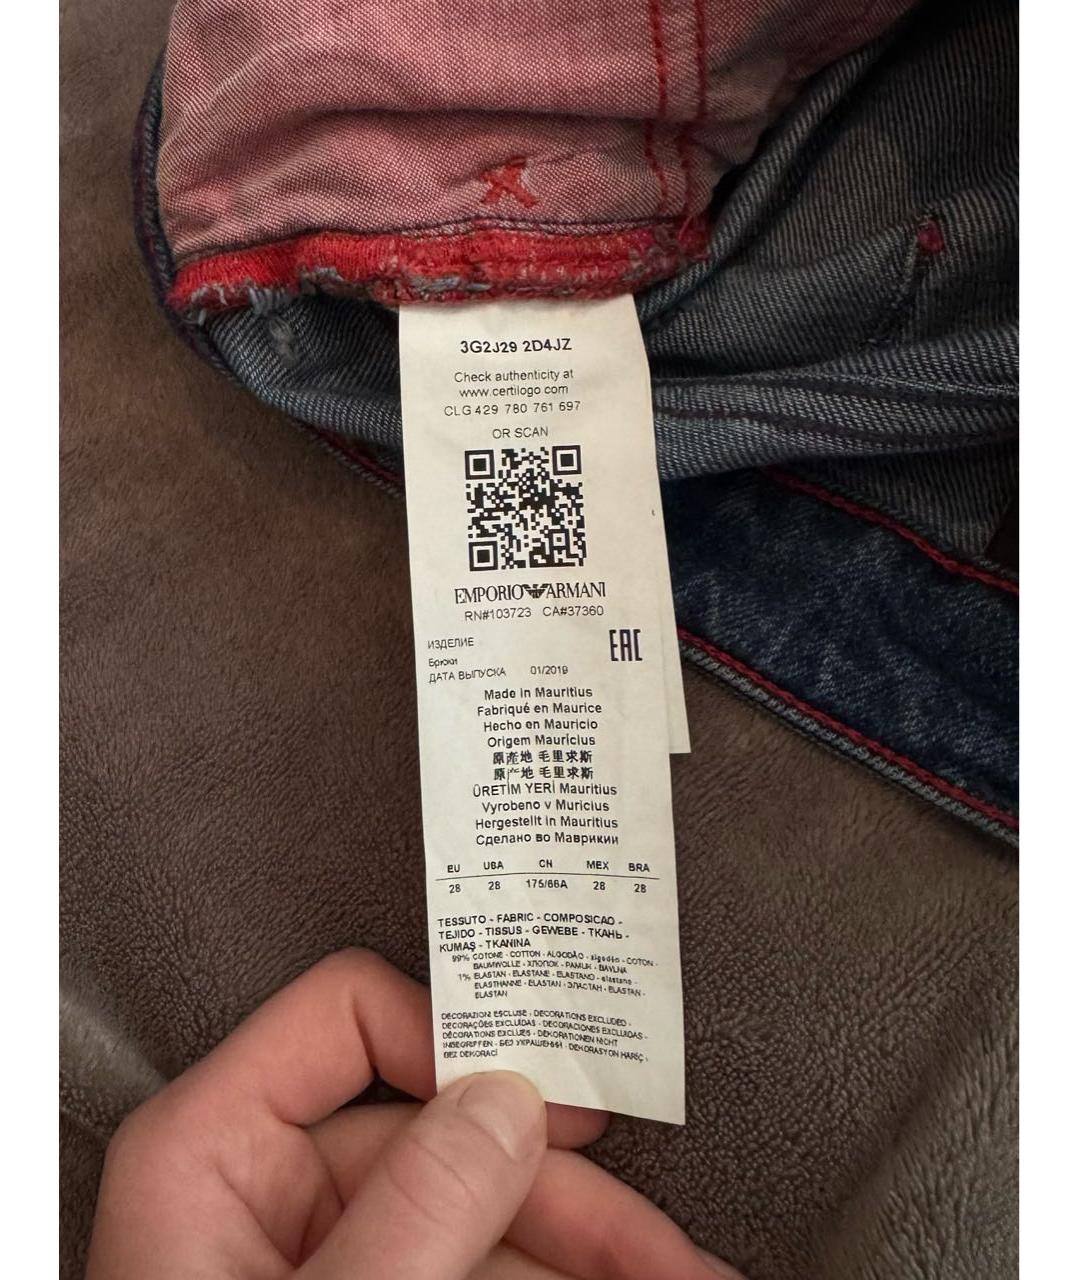 3G2J29 2D4JZ
Check authenticity at
www.certilogo.com
CLG 429 780 761 697
OR SCAN
EMPORIO ARMANI
RN#103723 CA#37360
ИЗДЕЛИЕ
EAC
Брюки
ДАТА ВЫПУСКА 01/2019
Made in Mauritius
Fabriqué en Maurice
Hecho en Mauricio
Origem Mauricius
原產地 毛里求斯
原产地 毛里求斯
ÜRETİM YERİ Mauritius
Vyrobeno v Muricius
Hergestellt in Mauritius
Сделано во Маврикии
EU USA CN MEX BRA
28 28 175/66A 28 28
TESSUTO - FABRIC - COMPOSICAO -
TEJIDO - TISSUS - GEWEBE - ТКАНЬ -
KUMAŞ - TKANINA
99% COTONE - COTTON - ALGODÃO - algodón - COTON -
BAUMWOLLE - ХЛОПОК - PAMUK - BAVLNA
1% ELASTAN - ELASTANE - ELASTANO - elastano -
ELASTHANNE - ELASTAN - ЭЛАСТАН - ELASTAN -
ELASTAN
DECORAZIONI ESCLUSE - DECORATIONS EXCLUDED -
DECORAÇÕES EXCLUÍDAS - DECORACIONES EXCLUIDAS -
DÉCORATIONS EXCLUES - DEKORATIONEN NICHT
INBEGRIFFEN - БЕЗ УКРАШЕНИЙ - DEKORASYON HARİÇ -
BEZ DEKORACÍ